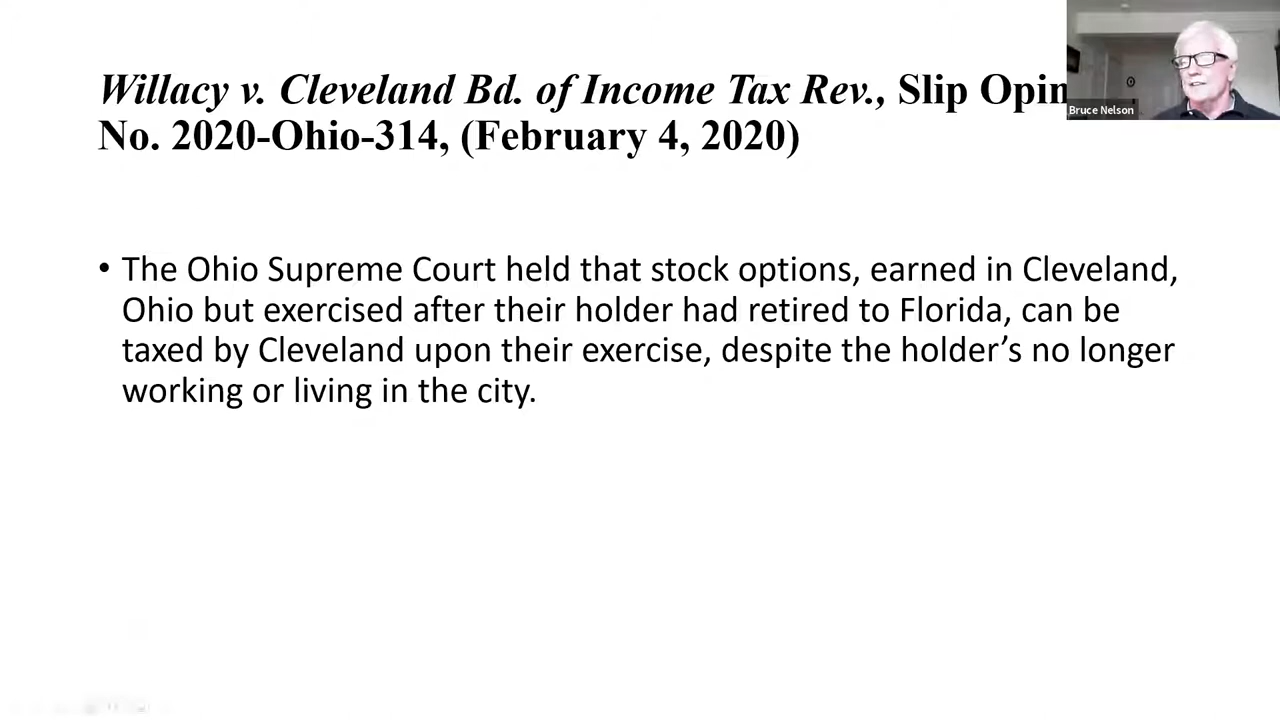 Willacy v. Cleveland Bd. of Income Tax Rev., Slip
No. 2020-Ohio-314, (February 4, 2020)
Bruce Nelson
• The Ohio Supreme Court held that stock options, earned in Cleveland,
Ohio but exercised after their holder had retired to Florida, can be
taxed by Cleveland upon their exercise, despite the holder’s no longer
working or living in the city.